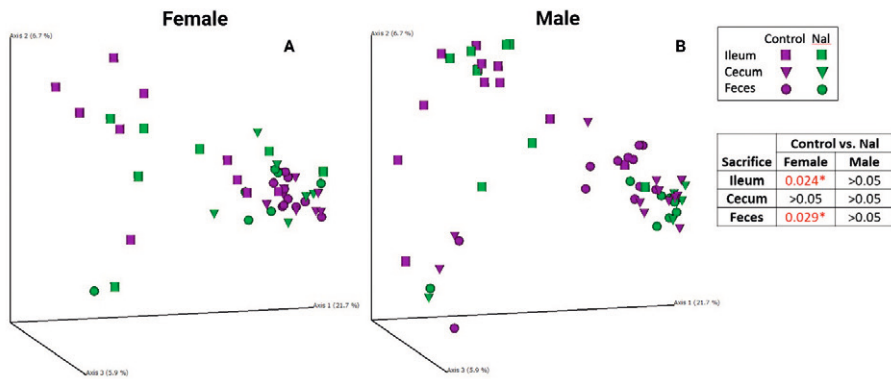 Female
Male
Axis 2 (6.7 %)
A
Axis 1 (21.7 %)
Axis 3 (5.9 %)
Axis 2 (6.7 %)
B
Axis 1 (21.7 %)
Axis 3 (5.9 %)
Control Nal
Ileum
Cecum
Feces
Control vs. Nal
Sacrifice Female Male
Ileum 0.024* >0.05
Cecum >0.05 >0.05
Feces 0.029* >0.05